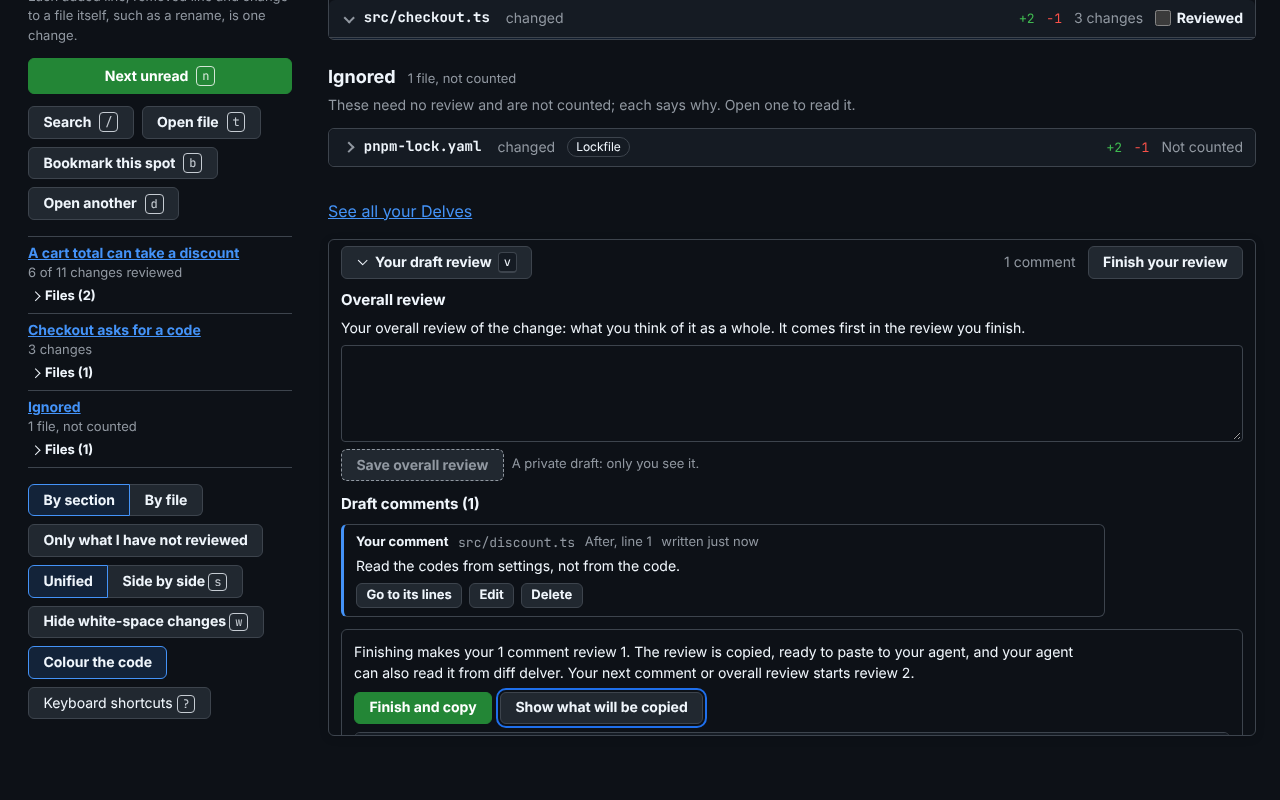 to a file itself, such as a rename, is one
change.
Next unread n
Search /
Open file t
Bookmark this spot b
Open another d
A cart total can take a discount
6 of 11 changes reviewed
Files (2)
Checkout asks for a code
3 changes
Files (1)
Ignored
1 file, not counted
Files (1)
By section
By file
Only what I have not reviewed
Unified
Side by side s
Hide white-space changes w
Colour the code
Keyboard shortcuts ?
src/checkout.ts changed +2 -1 3 changes Reviewed
Ignored 1 file, not counted
These need no review and are not counted; each says why. Open one to read it.
pnpm-lock.yaml changed Lockfile +2 -1 Not counted
See all your Delves
Your draft review v 1 comment Finish your review
Overall review
Your overall review of the change: what you think of it as a whole. It comes first in the review you finish.
Save overall review A private draft: only you see it.
Draft comments (1)
Your comment src/discount.ts After, line 1 written just now
Read the codes from settings, not from the code.
Go to its lines Edit Delete
Finishing makes your 1 comment review 1. The review is copied, ready to paste to your agent, and your agent
can also read it from diff delver. Your next comment or overall review starts review 2.
Finish and copy Show what will be copied